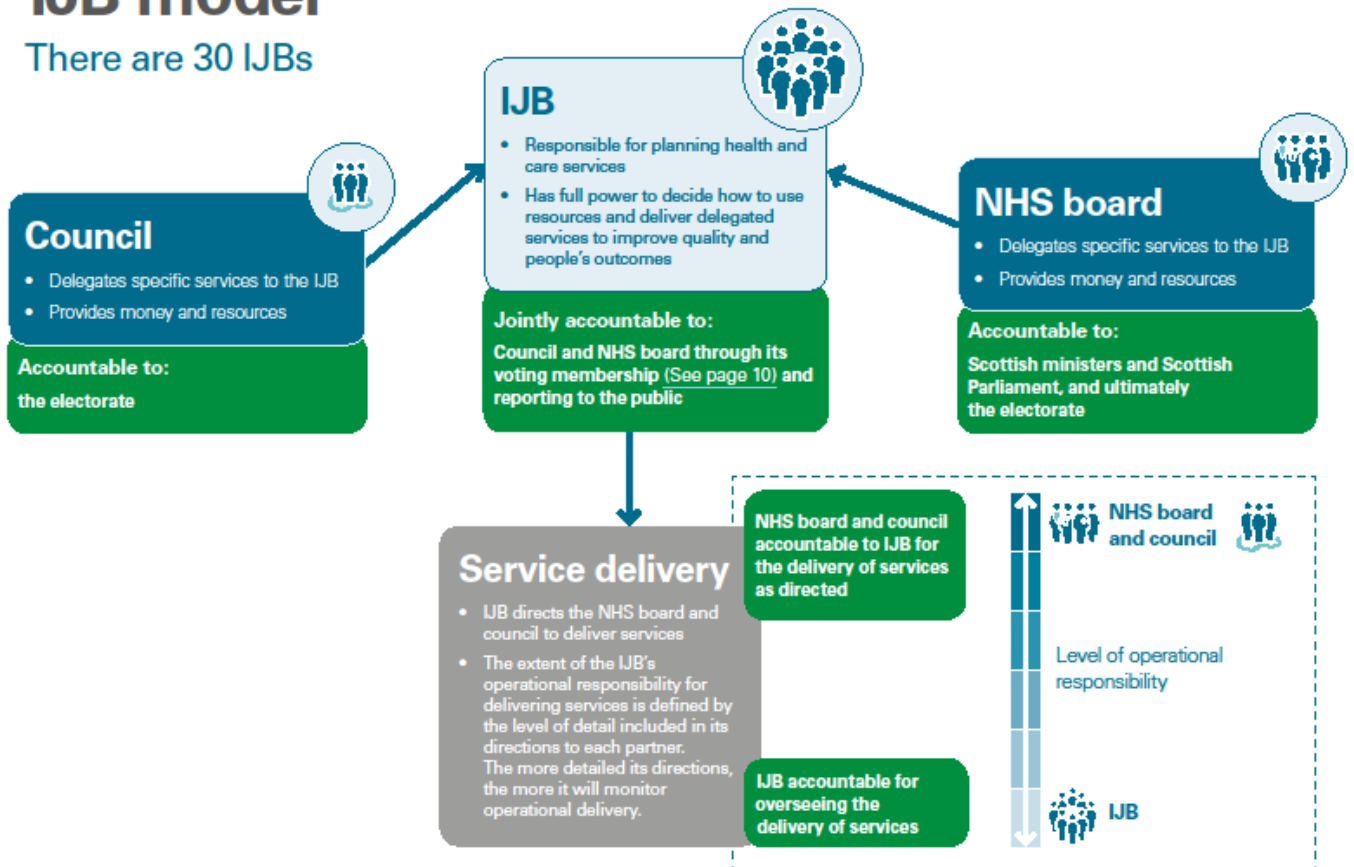 IJB model
There are 30 IJBs
Council
• Delegates specific services to the IJB
• Provides money and resources
Accountable to:
the electorate
IJB
• Responsible for planning health and
care services
• Has full power to decide how to use
resources and deliver delegated
services to improve quality and
people's outcomes
Jointly accountable to:
Council and NHS board through its
voting membership (See page 10) and
reporting to the public
NHS board
• Delegates specific services to the IJB
• Provides money and resources
Accountable to:
Scottish ministers and Scottish
Parliament, and ultimately
the electorate
Service delivery
• IJB directs the NHS board and
council to deliver services
• The extent of the IJB's
operational responsibility for
delivering services is defined by
the level of detail included in its
directions to each partner.
The more detailed its directions,
the more it will monitor
operational delivery.
NHS board and council
accountable to IJB for
the delivery of services
as directed
IJB accountable for
overseeing the
delivery of services
NHS board
and council
Level of operational
responsibility
IJB